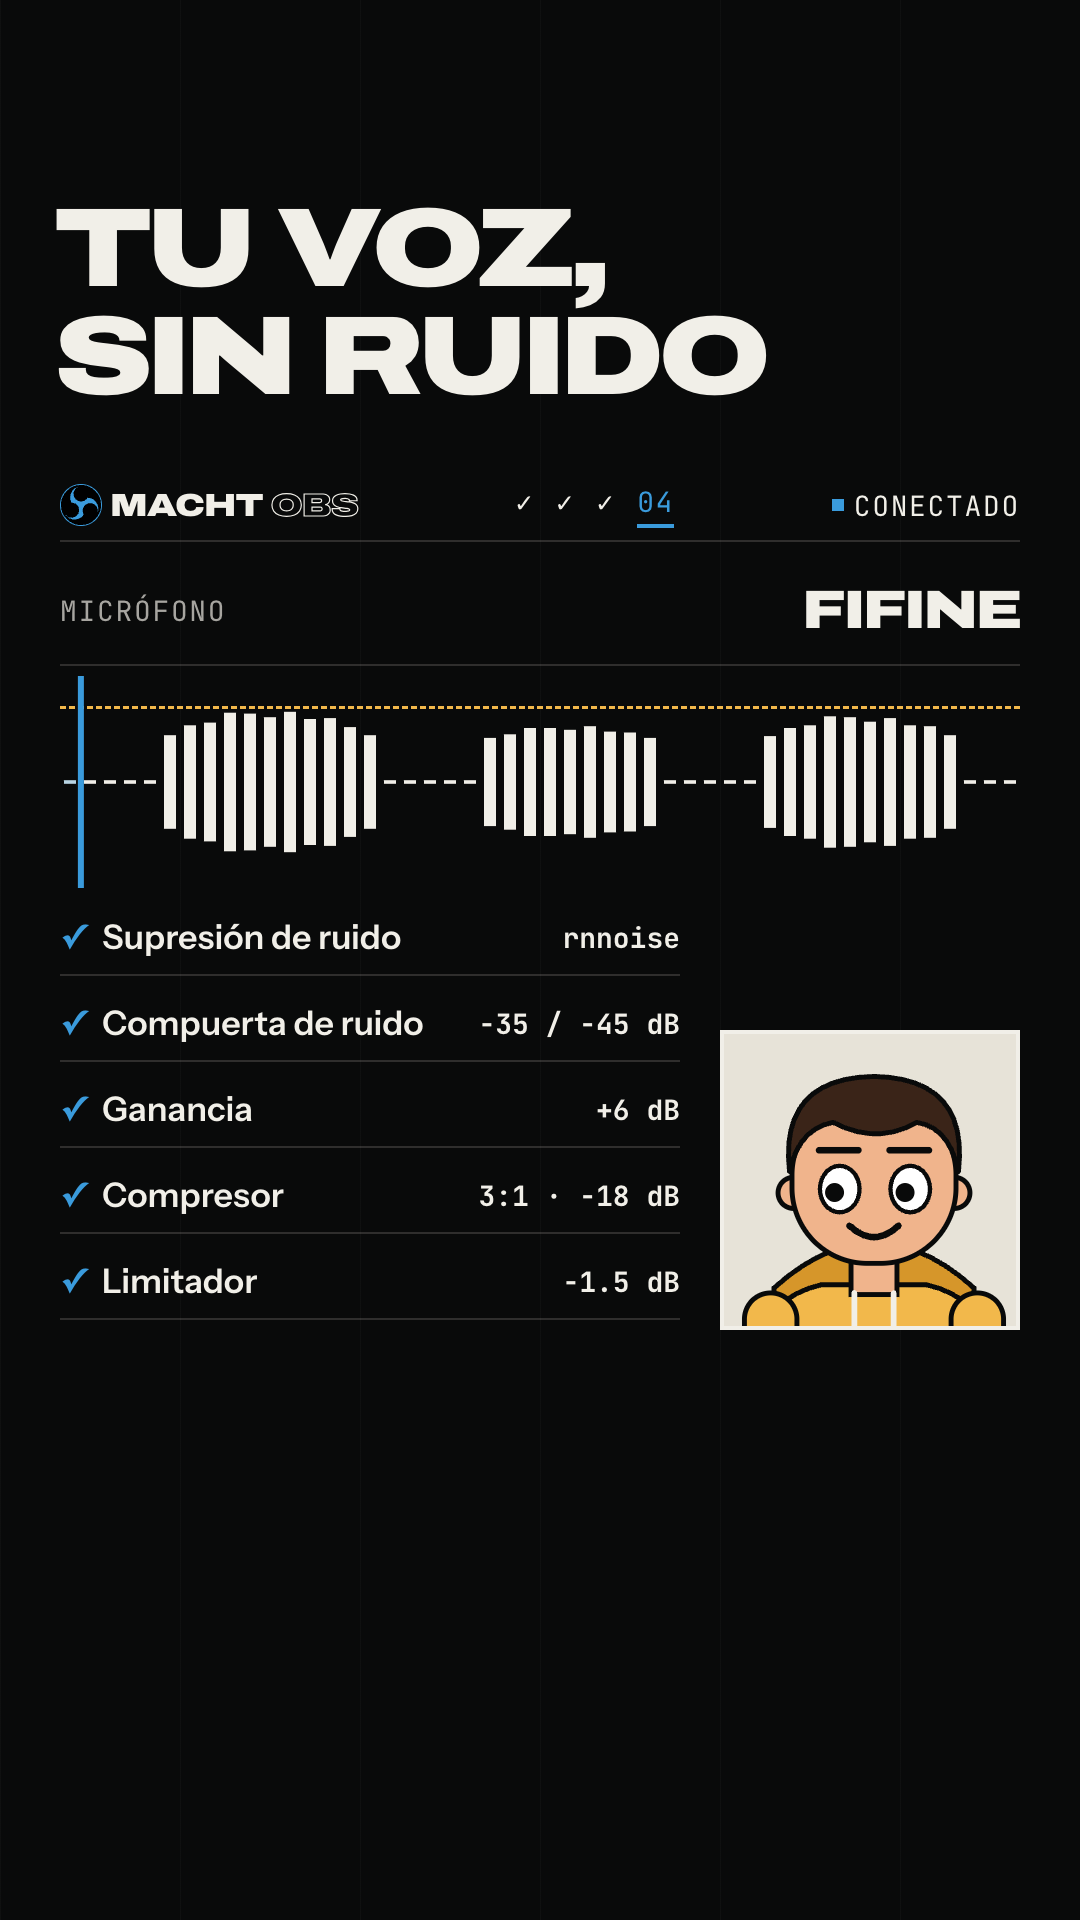 TU VOZ,
SIN RUIDO
MACHT OBS ✓ ✓ ✓ 04 CONECTADO
MICRÓFONO FIFINE
✓ Supresión de ruido rnnoise
✓ Compuerta de ruido -35 / -45 dB
✓ Ganancia +6 dB
✓ Compresor 3:1 · -18 dB
✓ Limitador -1.5 dB